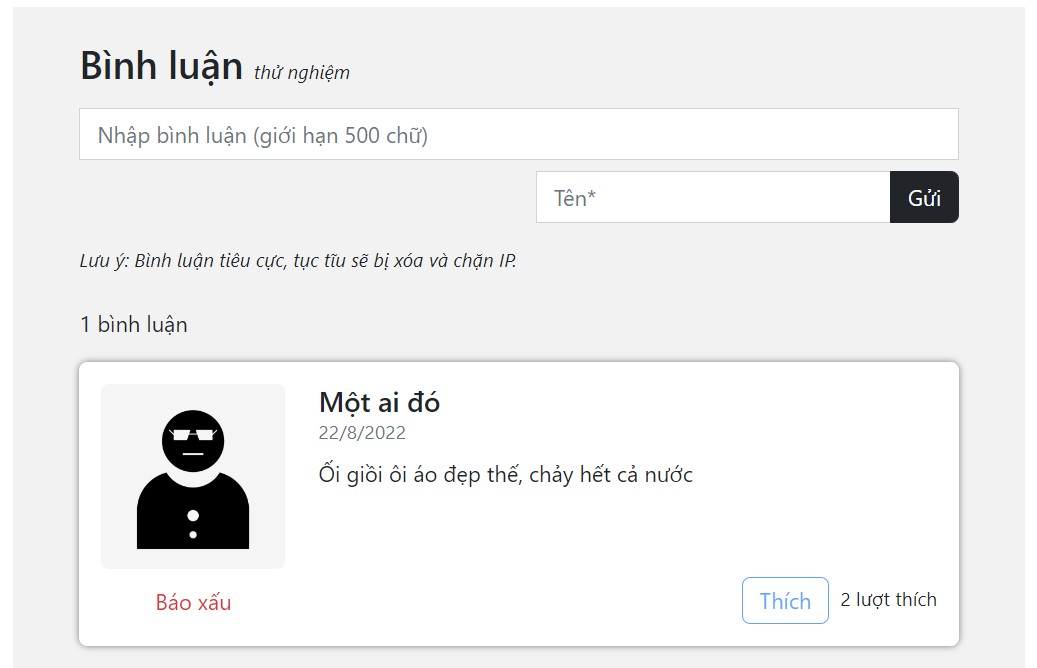 Bình luận thử nghiệm
Nhập bình luận (giới hạn 500 chữ)
Tên*
Gửi
Lưu ý: Bình luận tiêu cực, tục tĩu sẽ bị xóa và chặn IP.
1 bình luận
Một ai đó
22/8/2022
Ối giồi ôi áo đẹp thế, chảy hết cả nước
Báo xấu
Thích
2 lượt thích